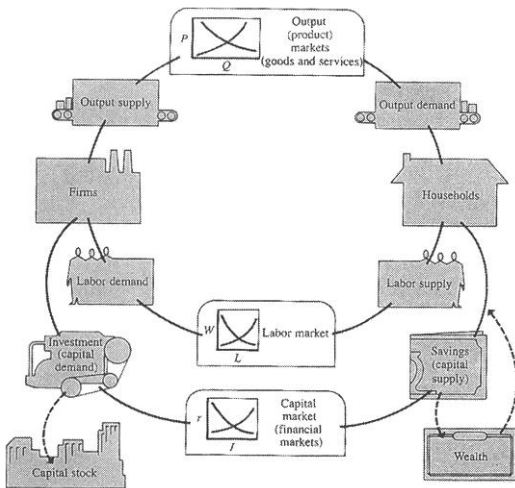 P
Q
Output
(product)
markets
(goods and services)
Output supply
Output demand
Firms
Households
Labor demand
Labor supply
W
L
Labor market
Investment
(capital
demand)
Savings
(capital
supply)
r
I
Capital
market
(financial
markets)
Capital stock
Wealth